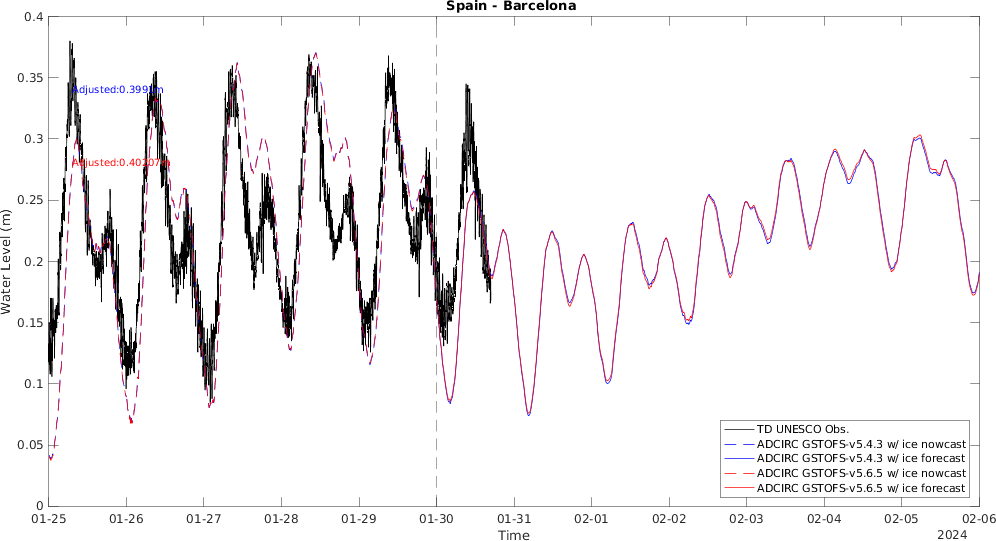 Spain - Barcelona
0.4
0.35
0.3
0.25
0.2
0.15
0.1
0.05
0
Water Level (m)
Adjusted:0.3991m
TD UNESCO Obs.
ADCIRC GSTOFS-v5.4.3 w/ ice nowcast
ADCIRC GSTOFS-v5.4.3 w/ ice forecast
ADCIRC GSTOFS-v5.6.5 w/ ice nowcast
ADCIRC GSTOFS-v5.6.5 w/ ice forecast
01-25 01-26 01-27 01-28 01-29 01-30 01-31 02-01 02-02 02-03 02-04 02-05 02-06
Time
2024